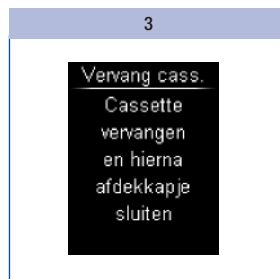 3
Vervang cass.
Cassette
vervangen
en hierna
afdekkapje
sluiten